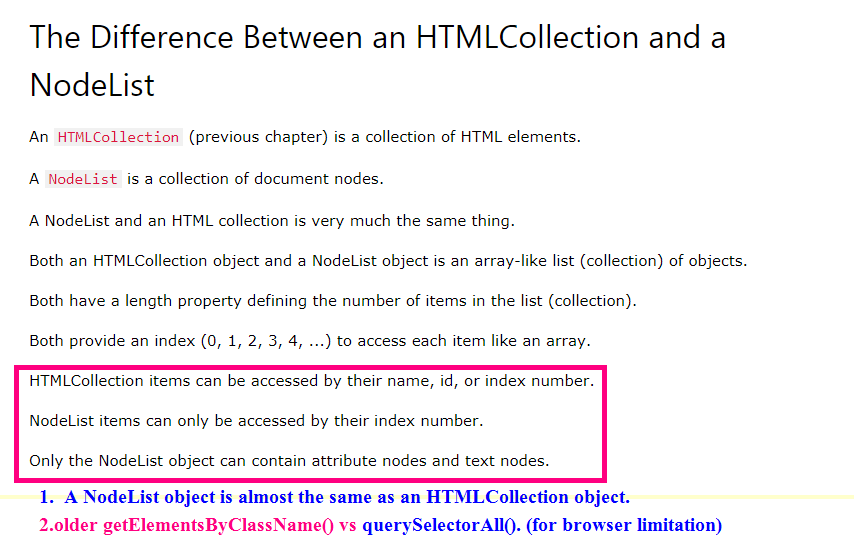 The Difference Between an HTMLCollection and a
NodeList
An HTMLCollection (previous chapter) is a collection of HTML elements.
A NodeList is a collection of document nodes.
A NodeList and an HTML collection is very much the same thing.
Both an HTMLCollection object and a NodeList object is an array-like list (collection) of objects.
Both have a length property defining the number of items in the list (collection).
Both provide an index (0, 1, 2, 3, 4, ...) to access each item like an array.
HTMLCollection items can be accessed by their name, id, or index number.
NodeList items can only be accessed by their index number.
Only the NodeList object can contain attribute nodes and text nodes.
1. A NodeList object is almost the same as an HTMLCollection object.
2.older getElementsByClassName() vs querySelectorAll(). (for browser limitation)